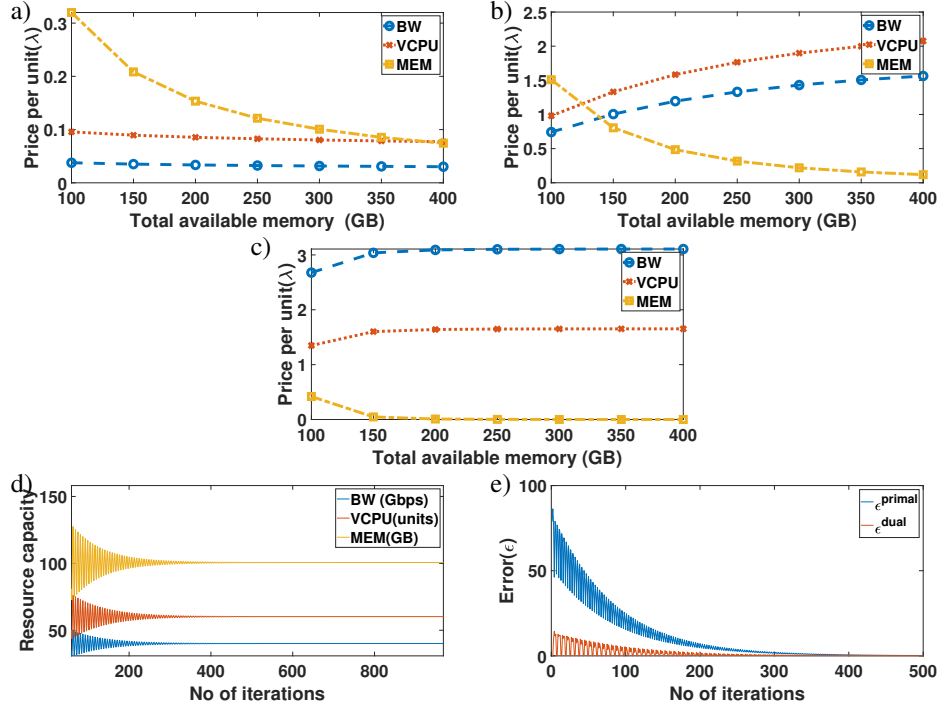 a)
0.3
0.2
0.1
0
Price per unit(λ)
BW
VCPU
MEM
100 150 200 250 300 350 400
Total available memory (GB)
b)
2.5
2
1.5
1
0.5
0
Price per unit(λ)
BW
VCPU
MEM
100 150 200 250 300 350 400
Total available memory (GB)
c)
3
2
1
0
Price per unit(λ)
BW
VCPU
MEM
100 150 200 250 300 350 400
Total available memory (GB)
d)
150
100
50
Resource capacity
BW (Gbps)
VCPU(units)
MEM(GB)
200 400 600 800
No of iterations
e)
100
50
0
Error(ϵ)
ϵprimal
ϵdual
0 100 200 300 400 500
No of iterations